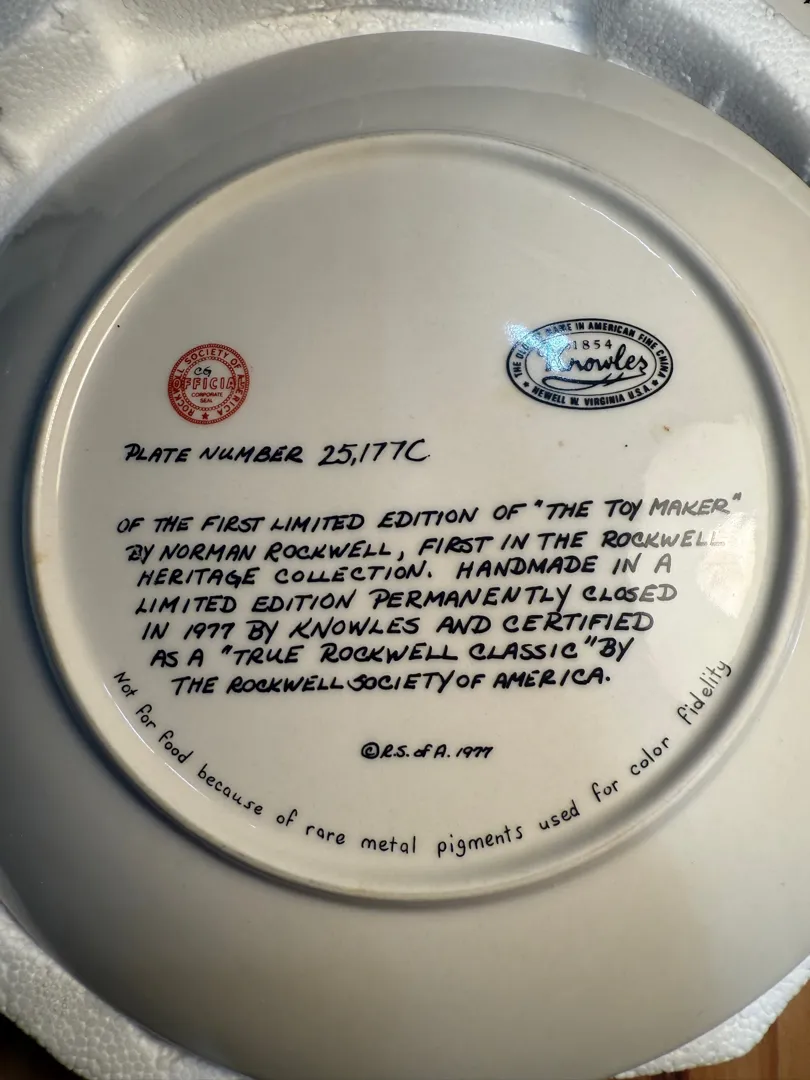 ROCKWELL SOCIETY OF AMERICA
CG
OFFICIAL
CORPORATE
SEAL
THE OLDEST NAME IN AMERICAN FINE CHINA
1854
Knowles
NEWELL W. VIRGINIA U.S.A.
PLATE NUMBER 25,177C
OF THE FIRST LIMITED EDITION OF "THE TOY MAKER"
BY NORMAN ROCKWELL, FIRST IN THE ROCKWELL
HERITAGE COLLECTION. HANDMADE IN A
LIMITED EDITION PERMANENTLY CLOSED
IN 1977 BY KNOWLES AND CERTIFIED
AS A "TRUE ROCKWELL CLASSIC" BY
THE ROCKWELL SOCIETY OF AMERICA.
© R.S. of A. 1977
Not for food because of rare metal pigments used for color fidelity